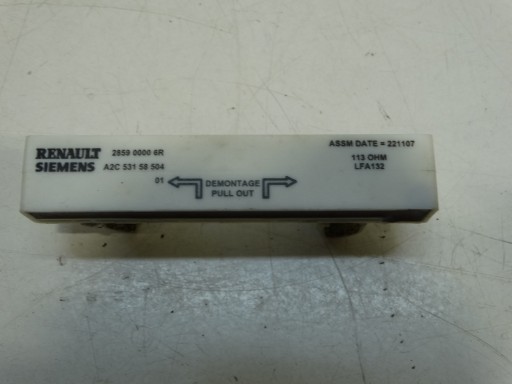 RENAULT 2859 0000 6R
SIEMENS A2C 531 58 504
01
DEMONTAGE
PULL OUT
ASSM DATE = 221107
113 OHM
LFA132